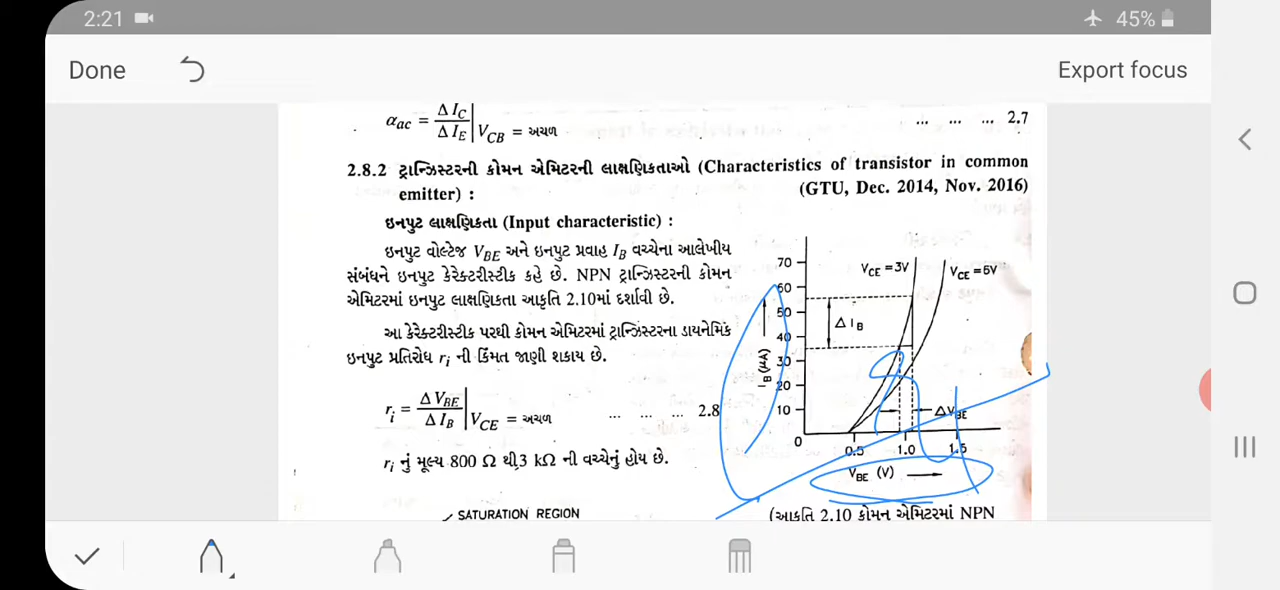 2:21 45%
Done Export focus
αac = Δ IC / Δ IE | VCB = અચળ ... ... ... 2.7
2.8.2 ટ્રાન્ઝિસ્ટરની કોમન એમિટરની લાક્ષણિકતાઓ (Characteristics of transistor in common
emitter) : (GTU, Dec. 2014, Nov. 2016)
ઇનપુટ લાક્ષણિકતા (Input characteristic) :
ઇનપુટ વોલ્ટેજ VBE અને ઇનપુટ પ્રવાહ IB વચ્ચેના આલેખીય
સંબંધને ઇનપુટ કેરેક્ટરીસ્ટીક કહે છે. NPN ટ્રાન્ઝિસ્ટરની કોમન
એમિટરમાં ઇનપુટ લાક્ષણિકતા આકૃતિ 2.10માં દર્શાવી છે.
આ કેરેક્ટરીસ્ટીક પરથી કોમન એમિટરમાં ટ્રાંઝિસ્ટરના ડાયનેમિક
ઇનપુટ પ્રતિરોધ ri ની કિંમત જાણી શકાય છે.
ri = Δ VBE / Δ IB | VCE = અચળ ... ... ... 2.8
ri નું મૂલ્ય 800 Ω થી 3 kΩ ની વચ્ચેનું હોય છે.
SATURATION REGION
70
60
50
40
30
20
10
0
IB (μA)
VCE = 3V
VCE = 6V
Δ IB
ΔVBE
0.5 1.0 1.5
VBE (V)
(આકૃતિ 2.10 કોમન એમિટરમાં NPN